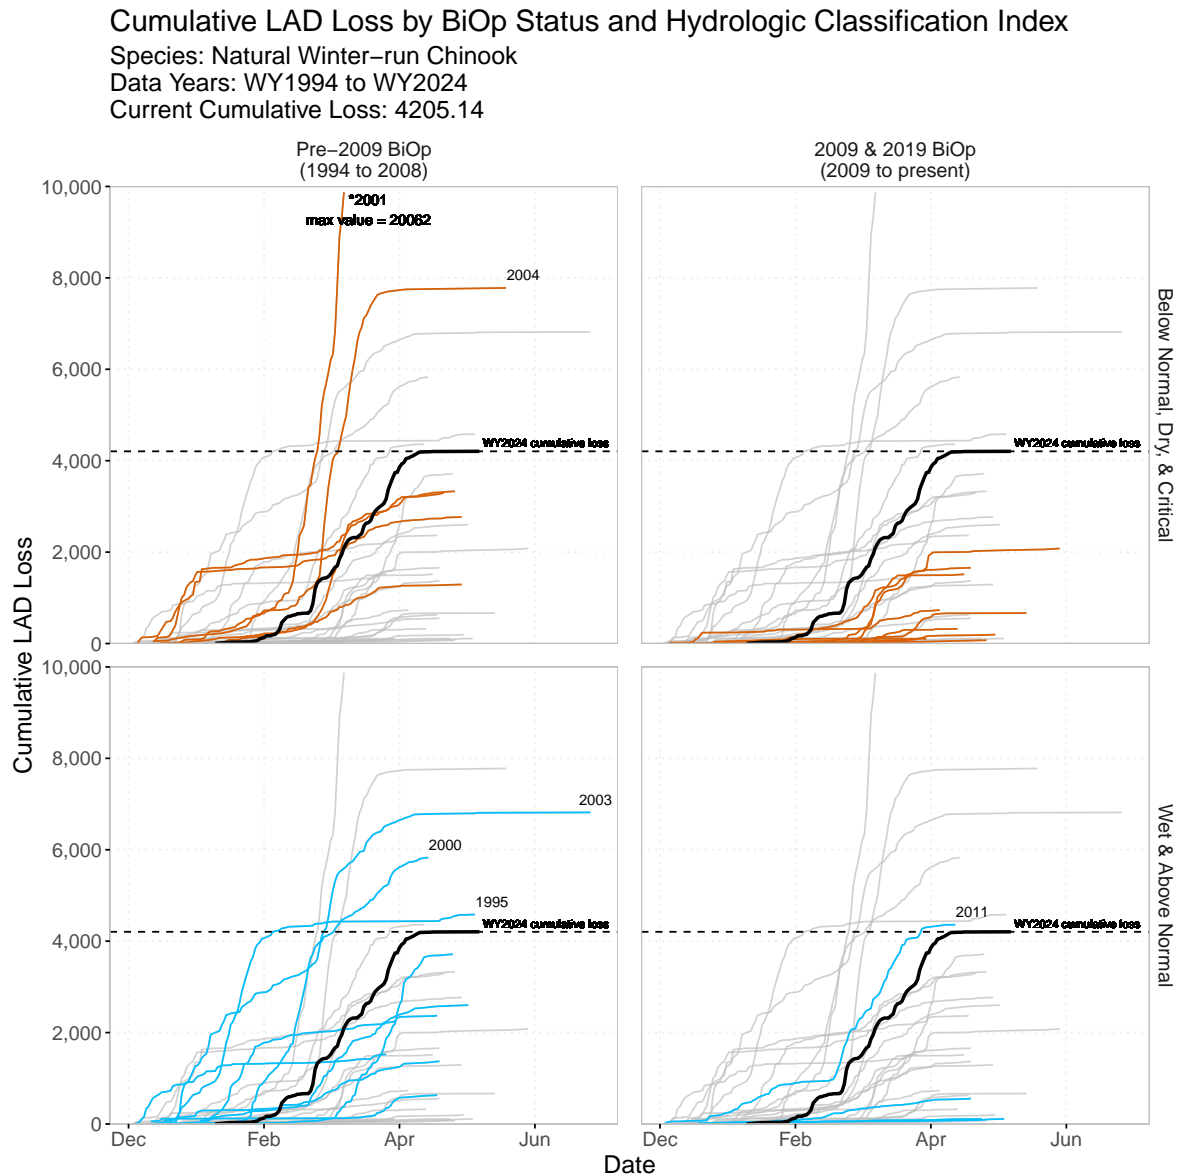 Cumulative LAD Loss by BiOp Status and Hydrologic Classification Index
Species: Natural Winter−run Chinook
Data Years: WY1994 to WY2024
Current Cumulative Loss: 4205.14
Pre−2009 BiOp
(1994 to 2008)
2009 & 2019 BiOp
(2009 to present)
Cumulative LAD Loss
10,000
8,000
6,000
4,000
2,000
0
*2001
max value = 20062
2004
WY2024 cumulative loss
WY2024 cumulative loss
Below Normal, Dry, & Critical
10,000
8,000
6,000
4,000
2,000
0
2003
2000
1995
WY2024 cumulative loss
2011
WY2024 cumulative loss
Wet & Above Normal
Dec
Feb
Apr
Jun
Dec
Feb
Apr
Jun
Date